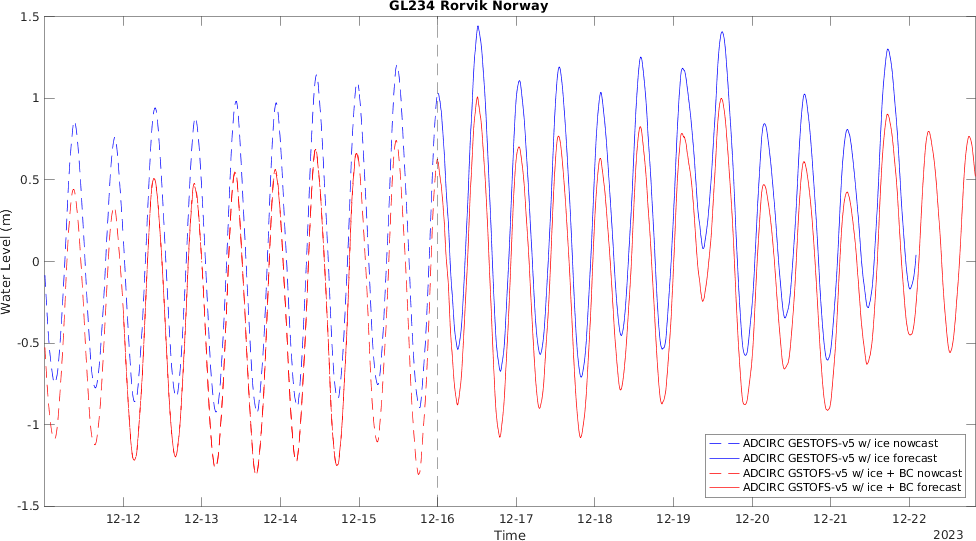 GL234 Rorvik Norway
1.5
1
0.5
0
-0.5
-1
-1.5
Water Level (m)
12-12 12-13 12-14 12-15 12-16 12-17 12-18 12-19 12-20 12-21 12-22
Time
2023
ADCIRC GESTOFS-v5 w/ ice nowcast
ADCIRC GESTOFS-v5 w/ ice forecast
ADCIRC GSTOFS-v5 w/ ice + BC nowcast
ADCIRC GSTOFS-v5 w/ ice + BC forecast